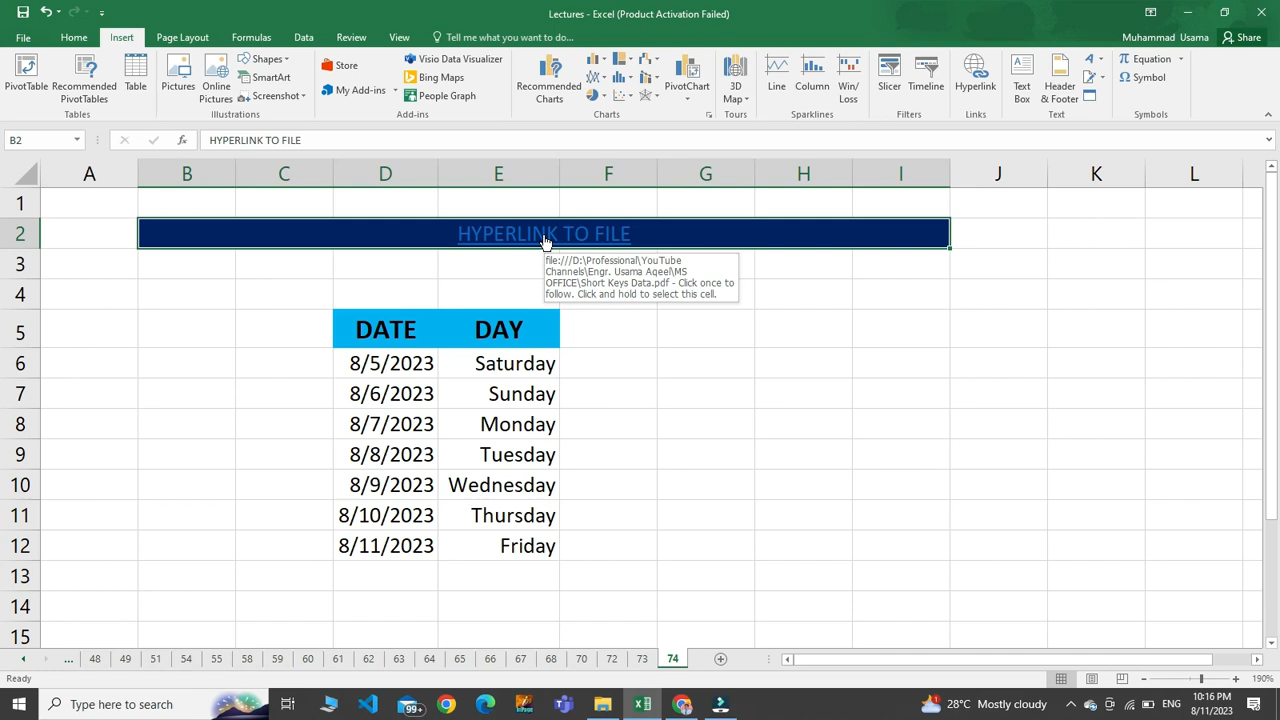 Lectures - Excel (Product Activation Failed)
File Home Insert Page Layout Formulas Data Review View Tell me what you want to do... Muhammad Usama Share
PivotTable Recommended PivotTables Table
Tables
Pictures Online Pictures Shapes SmartArt Screenshot
Illustrations
Store My Add-ins Visio Data Visualizer Bing Maps People Graph
Add-ins
Recommended Charts PivotChart
Charts
3D Map
Tours
Line Column Win/ Loss
Sparklines
Slicer Timeline
Filters
Hyperlink
Links
Text Box Header & Footer
Text
Equation Symbol
Symbols
B2 fx HYPERLINK TO FILE
A B C D E F G H I J K L
1
2 HYPERLINK TO FILE
file:///D:\Professional\YouTube
Channels\Engr. Usama Aqeel\MS
OFFICE\Short Keys Data.pdf - Click once to
follow. Click and hold to select this cell.
3
4
5 DATE DAY
6 8/5/2023 Saturday
7 8/6/2023 Sunday
8 8/7/2023 Monday
9 8/8/2023 Tuesday
10 8/9/2023 Wednesday
11 8/10/2023 Thursday
12 8/11/2023 Friday
13
14
15
... 48 49 51 54 55 58 59 60 61 62 63 64 65 66 67 68 70 72 73 74
Ready 190%
Type here to search 99+ 28°C Mostly cloudy ENG 10:16 PM
8/11/2023